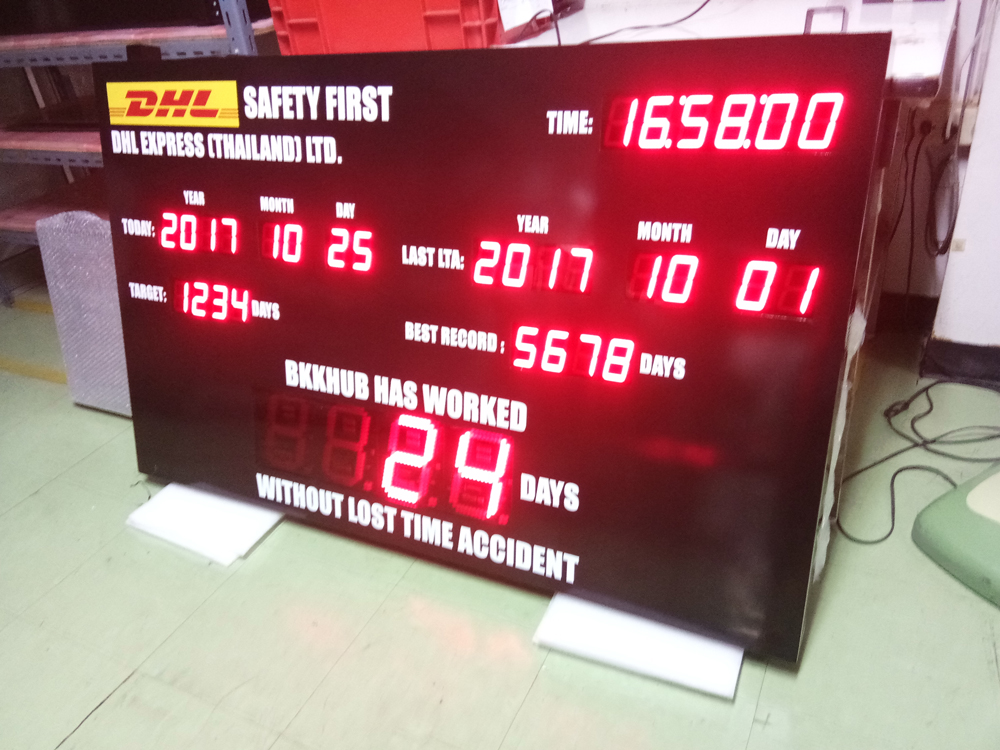 DHL SAFETY FIRST
DHL EXPRESS (THAILAND) LTD.
TIME: 16:58:00
YEAR MONTH DAY
TODAY: 2017 10 25
YEAR MONTH DAY
LAST LTA: 2017 10 01
TARGET: 1234 DAYS
BEST RECORD : 5678 DAYS
BKKHUB HAS WORKED
24 DAYS
WITHOUT LOST TIME ACCIDENT